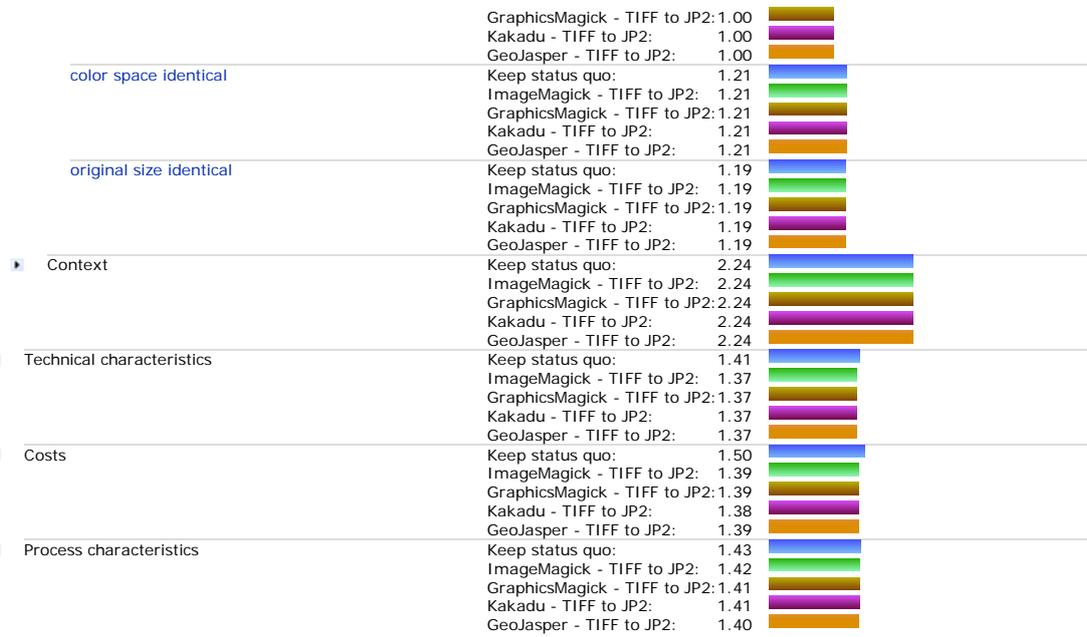 GraphicsMagick - TIFF to JP2: 1.00
Kakadu - TIFF to JP2: 1.00
GeoJasper - TIFF to JP2: 1.00
color space identical Keep status quo: 1.21
ImageMagick - TIFF to JP2: 1.21
GraphicsMagick - TIFF to JP2: 1.21
Kakadu - TIFF to JP2: 1.21
GeoJasper - TIFF to JP2: 1.21
original size identical Keep status quo: 1.19
ImageMagick - TIFF to JP2: 1.19
GraphicsMagick - TIFF to JP2: 1.19
Kakadu - TIFF to JP2: 1.19
GeoJasper - TIFF to JP2: 1.19
Context Keep status quo: 2.24
ImageMagick - TIFF to JP2: 2.24
GraphicsMagick - TIFF to JP2: 2.24
Kakadu - TIFF to JP2: 2.24
GeoJasper - TIFF to JP2: 2.24
Technical characteristics Keep status quo: 1.41
ImageMagick - TIFF to JP2: 1.37
GraphicsMagick - TIFF to JP2: 1.37
Kakadu - TIFF to JP2: 1.37
GeoJasper - TIFF to JP2: 1.37
Costs Keep status quo: 1.50
ImageMagick - TIFF to JP2: 1.39
GraphicsMagick - TIFF to JP2: 1.39
Kakadu - TIFF to JP2: 1.38
GeoJasper - TIFF to JP2: 1.39
Process characteristics Keep status quo: 1.43
ImageMagick - TIFF to JP2: 1.42
GraphicsMagick - TIFF to JP2: 1.41
Kakadu - TIFF to JP2: 1.41
GeoJasper - TIFF to JP2: 1.40